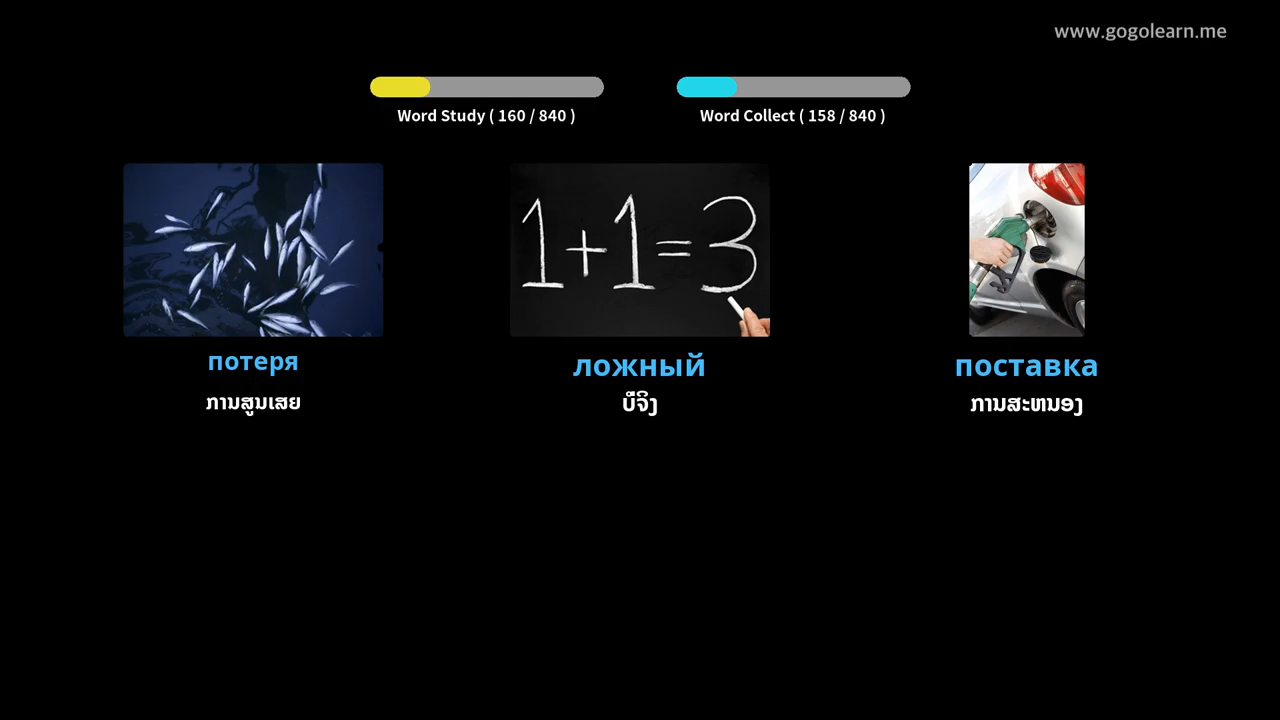 www.gogolearn.me
Word Study ( 160 / 840 )
Word Collect ( 158 / 840 )
1+1=3
потеря
ложный
поставка
ການສູນເສຍ
ບໍ່ຈິງ
ການສະຫນອງ